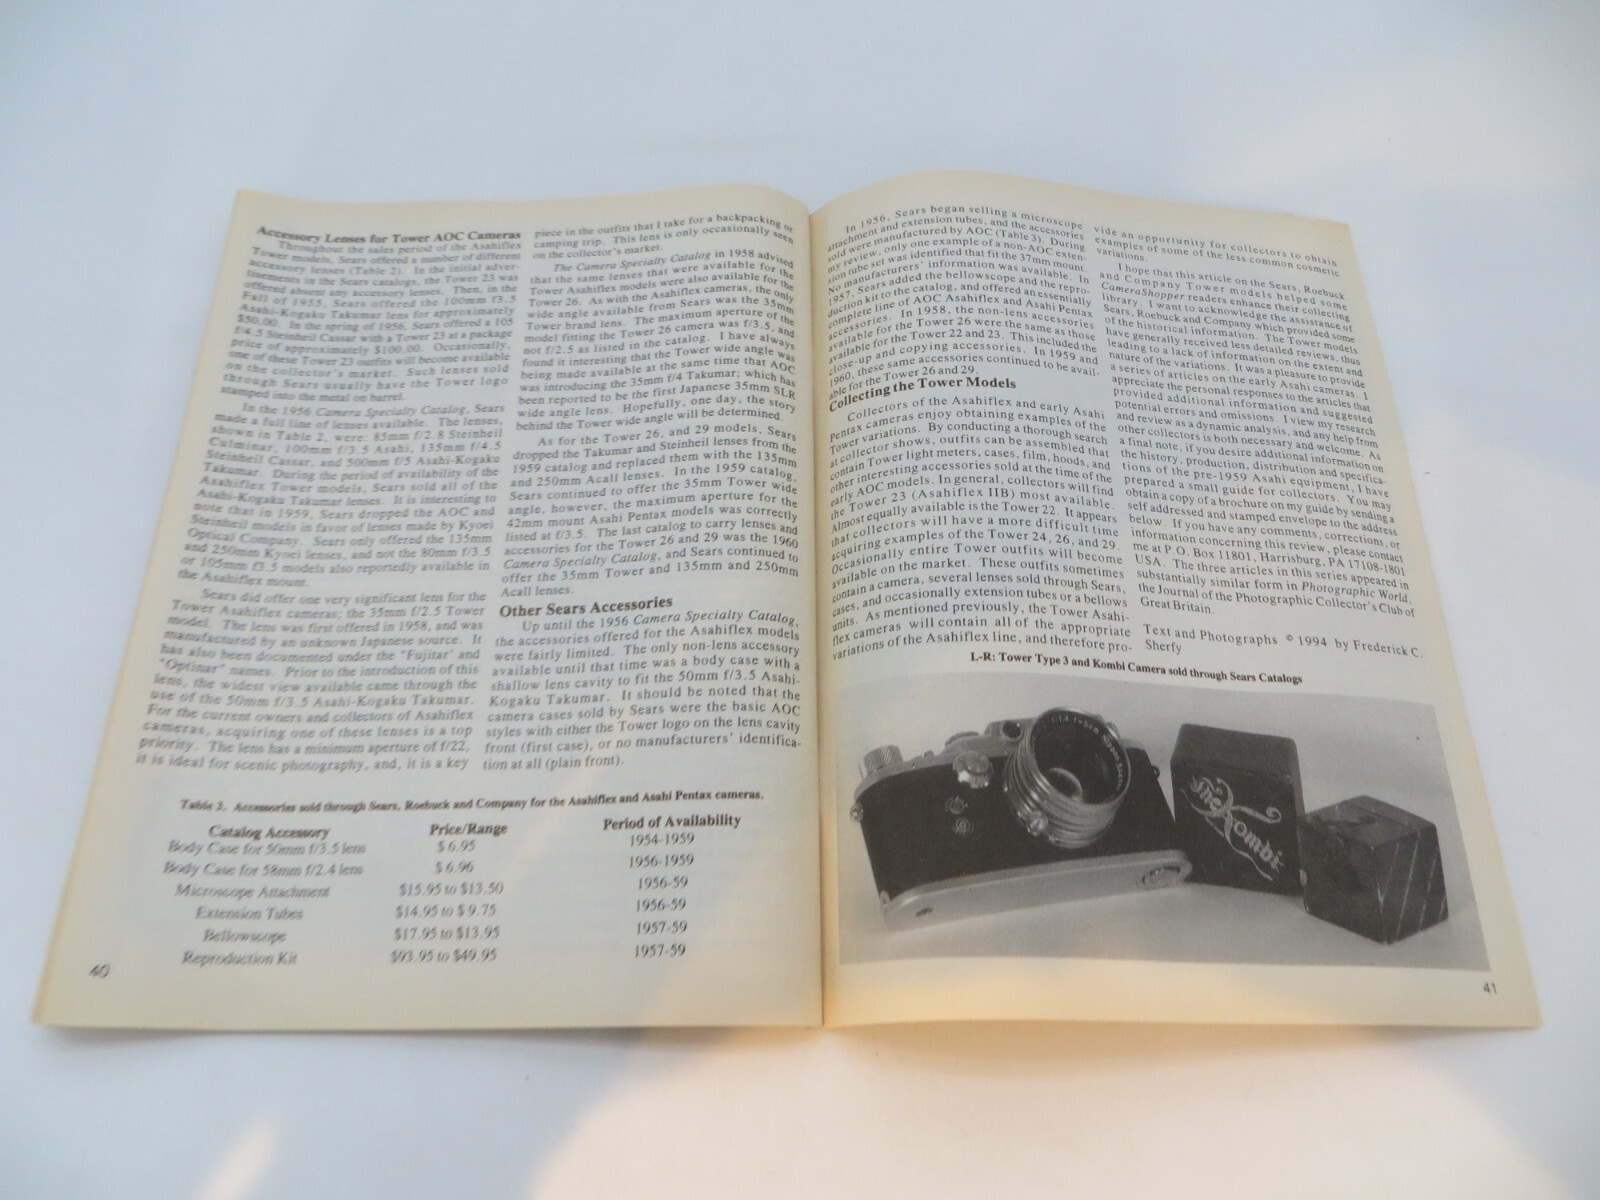 Accessory Lenses for Tower AOC Cameras
Throughout the sales period of the Asahiflex
Tower models, Sears offered a number of different
accessory lenses (Table 2). In the initial adver-
tisements in the Sears catalogs, the Tower 23 was
offered absent any accessory lenses. Then, in the
Fall of 1955, Sears offered the 100mm f3.5
Asahi-Kogaku Takumar lens for approximately
$50.00. In the spring of 1956, Sears offered a 105
f/4.5 Steinheil Cassar with a Tower 23 at a package
price of approximately $100.00. Occasionally,
one of these Tower 23 outfits will become available
on the collector's market. Such lenses sold
through Sears usually have the Tower logo
stamped into the metal on barrel.
In the 1956 Camera Specialty Catalog, Sears
made a full line of lenses available. The lenses,
shown in Table 2, were: 85mm f/2.8 Steinheil
Culminar, 100mm f/3.5 Asahi, 135mm f/4.5
Steinheil Cassar, and 500mm f/5 Asahi-Kogaku
Takumar. During the period of availability of the
Asahiflex Tower models, Sears sold all of the
Asahi-Kogaku Takumar lenses. It is interesting to
note that in 1959, Sears dropped the AOC and
Steinheil models in favor of lenses made by Kyoei
Optical Company. Sears only offered the 135mm
and 250mm Kyoei lenses, and not the 80mm f/3.5
or 105mm f3.5 models also reportedly available in
the Asahiflex mount.
Sears did offer one very significant lens for the
Tower Asahiflex cameras; the 35mm f/2.5 Tower
model. The lens was first offered in 1958, and was
manufactured by an unknown Japanese source. It
has also been documented under the "Fujitar" and
"Optinar" names. Prior to the introduction of this
lens, the widest view available came through the
use of the 50mm f/3.5 Asahi-Kogaku Takumar.
For the current owners and collectors of Asahiflex
cameras, acquiring one of these lenses is a top
priority. The lens has a minimum aperture of f/22,
it is ideal for scenic photography, and, it is a key
piece in the outfits that I take for a backpacking or
camping trip. This lens is only occasionally seen
on the collector's market.
The Camera Specialty Catalog in 1958 advised
that the same lenses that were available for the
Tower Asahiflex models were also available for the
Tower 26. As with the Asahiflex cameras, the only
wide angle available from Sears was the 35mm
Tower brand lens. The maximum aperture of the
model fitting the Tower 26 camera was f/3.5, and
not f/2.5 as listed in the catalog. I have always
found it interesting that the Tower wide angle was
being made available at the same time that AOC
was introducing the 35mm f/4 Takumar; which has
been reported to be the first Japanese 35mm SLR
wide angle lens. Hopefully, one day, the story
behind the Tower wide angle will be determined.
As for the Tower 26, and 29 models, Sears
dropped the Takumar and Steinheil lenses from the
1959 catalog and replaced them with the 135mm
and 250mm Acall lenses. In the 1959 catalog,
Sears continued to offer the 35mm Tower wide
angle, however, the maximum aperture for the
42mm mount Asahi Pentax models was correctly
listed at f/3.5. The last catalog to carry lenses and
accessories for the Tower 26 and 29 was the 1960
Camera Specialty Catalog, and Sears continued to
offer the 35mm Tower and 135mm and 250mm
Acall lenses.
Other Sears Accessories
Up until the 1956 Camera Specialty Catalog,
the accessories offered for the Asahiflex models
were fairly limited. The only non-lens accessory
available until that time was a body case with a
shallow lens cavity to fit the 50mm f/3.5 Asahi-
Kogaku Takumar. It should be noted that the
camera cases sold by Sears were the basic AOC
styles with either the Tower logo on the lens cavity
front (first case), or no manufacturers' identifica-
tion at all (plain front).
Table 3. Accessories sold through Sears, Roebuck and Company for the Asahiflex and Asahi Pentax cameras.
Catalog Accessory Price/Range Period of Availability
Body Case for 50mm f/3.5 lens $ 6.95 1954-1959
Body Case for 58mm f/2.4 lens $ 6.96 1956-1959
Microscope Attachment $15.95 to $13.50 1956-59
Extension Tubes $14.95 to $ 9.75 1956-59
Bellowscope $17.95 to $13.95 1957-59
Reproduction Kit $93.95 to $49.95 1957-59
40
In 1956, Sears began selling a microscope
attachment and extension tubes, and the accessories
sold were manufactured by AOC (Table 3). During
my review, only one example of a non-AOC exten-
sion tube set was identified that fit the 37mm mount.
No manufacturers' information was available. In
1957, Sears added the bellowscope and the repro-
duction kit to the catalog, and offered an essentially
complete line of AOC Asahiflex and Asahi Pentax
accessories. In 1958, the non-lens accessories
available for the Tower 26 were the same as those
available for the Tower 22 and 23. This included the
close-up and copying accessories. In 1959 and
1960, these same accessories continued to be avail-
able for the Tower 26 and 29.
Collecting the Tower Models
Collectors of the Asahiflex and early Asahi
Pentax cameras enjoy obtaining examples of the
Tower variations. By conducting a thorough search
at collector shows, outfits can be assembled that
contain Tower light meters, cases, film, hoods, and
other interesting accessories sold at the time of the
early AOC models. In general, collectors will find
the Tower 23 (Asahiflex IIB) most available.
Almost equally available is the Tower 22. It appears
that collectors will have a more difficult time
acquiring examples of the Tower 24, 26, and 29.
Occasionally entire Tower outfits will become
available on the market. These outfits sometimes
contain a camera, several lenses sold through Sears,
cases, and occasionally extension tubes or a bellows
units. As mentioned previously, the Tower Asahi-
flex cameras will contain all of the appropriate
variations of the Asahiflex line, and therefore pro-
vide an opportunity for collectors to obtain
examples of some of the less common cosmetic
variations.
I hope that this article on the Sears, Roebuck
and Company Tower models helped some
CameraShopper readers enhance their collecting
library. I want to acknowledge the assistance of
Sears, Roebuck and Company which provided some
of the historical information. The Tower models
have generally received less detailed reviews, thus
leading to a lack of information on the extent and
nature of the variations. It was a pleasure to provide
a series of articles on the early Asahi cameras. I
appreciate the personal responses to the articles that
provided additional information and suggested
potential errors and omissions. I view my research
and review as a dynamic analysis, and any help from
other collectors is both necessary and welcome. As
a final note, if you desire additional information on
the history, production, distribution and specifica-
tions of the pre-1959 Asahi equipment, I have
prepared a small guide for collectors. You may
obtain a copy of a brochure on my guide by sending a
self addressed and stamped envelope to the address
below. If you have any comments, corrections, or
information concerning this review, please contact
me at P.O. Box 11801, Harrisburg, PA 17108-1801
USA. The three articles in this series appeared in
substantially similar form in Photographic World,
the Journal of the Photographic Collector's Club of
Great Britain.
Text and Photographs © 1994 by Frederick C.
Sherfy
L-R: Tower Type 3 and Kombi Camera sold through Sears Catalogs
The Kombi
41